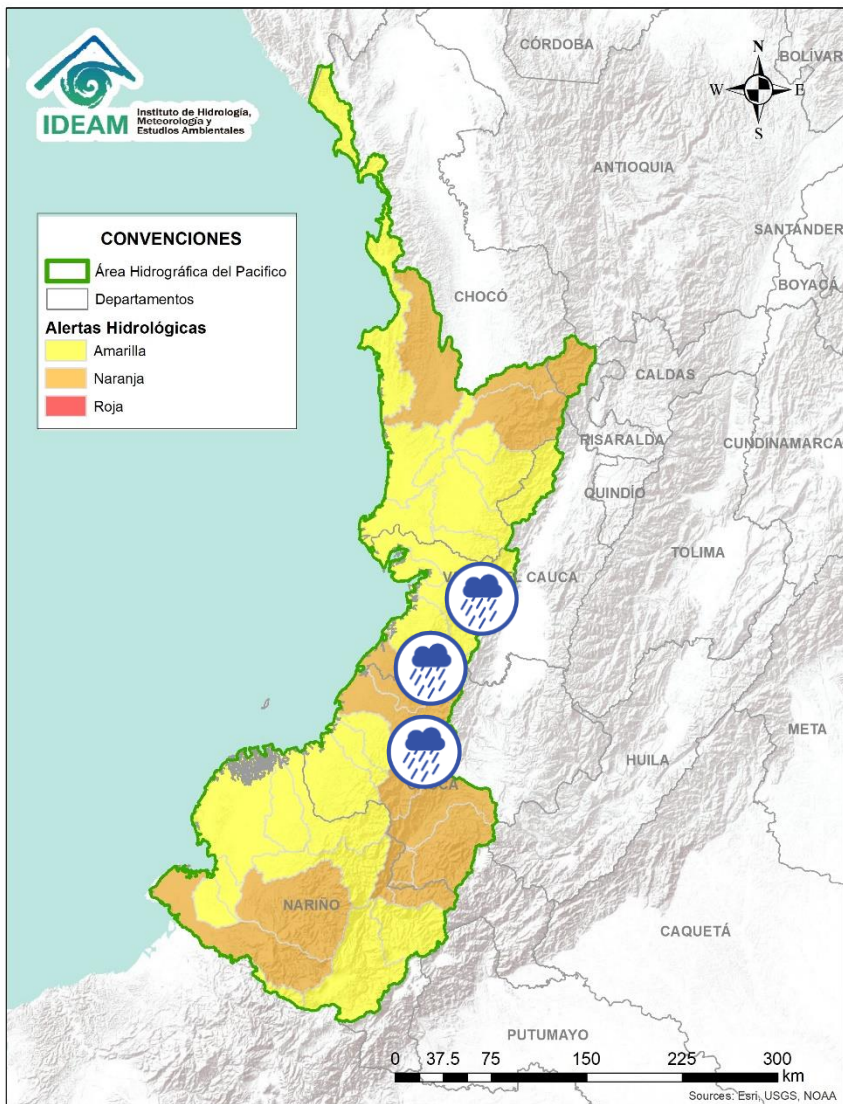 IDEAM
Instituto de Hidrología,
Meteorología y
Estudios Ambientales
N
W E
S
CÓRDOBA
BOLÍVAR
ANTIOQUIA
SANTANDER
BOYACÁ
CHOCÓ
CALDAS
RISARALDA
CUNDINAMARCA
QUINDÍO
TOLIMA
EL CAUCA
META
HUILA
NARIÑO
CAQUETÁ
PUTUMAYO
CONVENCIONES
Área Hidrográfica del Pacifico
Departamentos
Alertas Hidrológicas
Amarilla
Naranja
Roja
0 37.5 75 150 225 300
km
Sources: Esri, USGS, NOAA